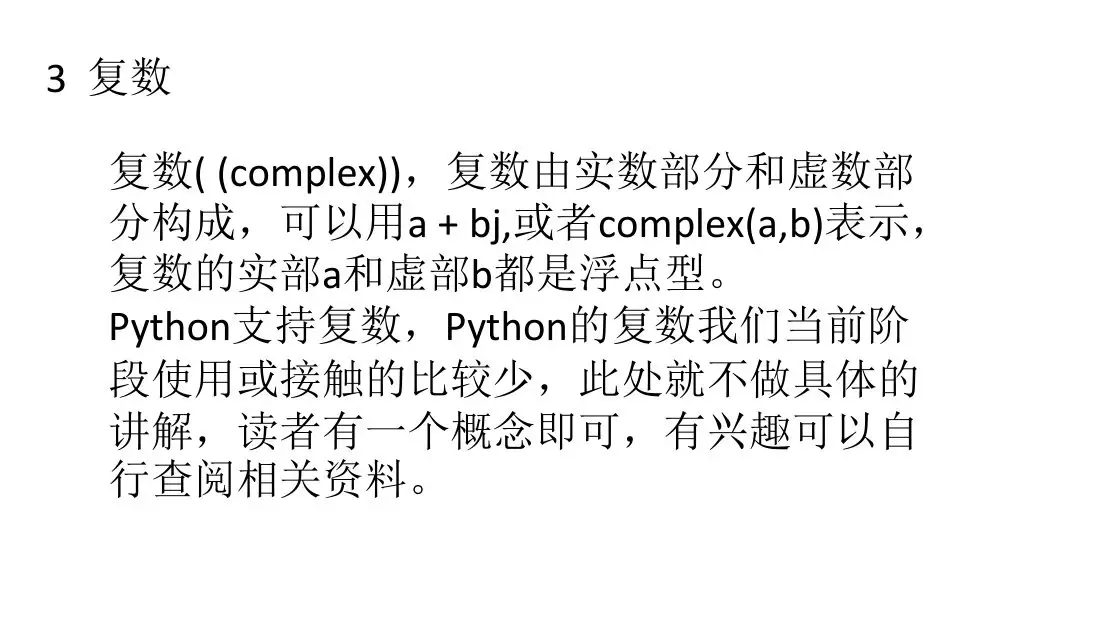 3 复数
复数( (complex))，复数由实数部分和虚数部
分构成，可以用a + bj,或者complex(a,b)表示，
复数的实部a和虚部b都是浮点型。
Python支持复数，Python的复数我们当前阶
段使用或接触的比较少，此处就不做具体的
讲解，读者有一个概念即可，有兴趣可以自
行查阅相关资料。